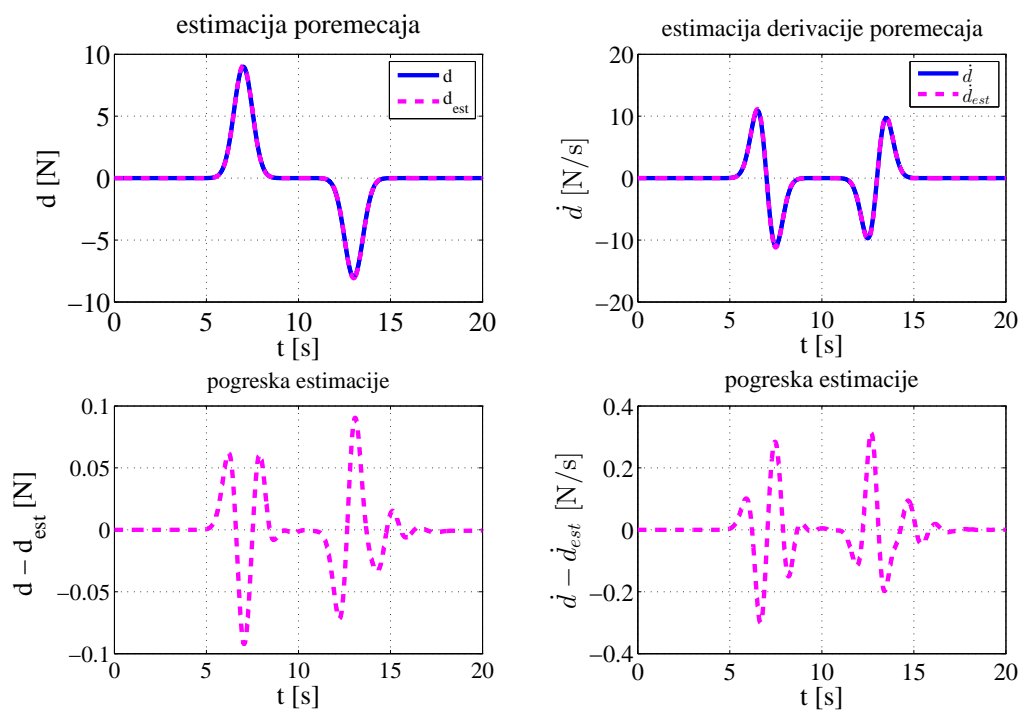 estimacija poremecaja
10
5
0
−5
−10
d [N]
d
d_est
0 5 10 15 20
t [s]
estimacija derivacije poremecaja
20
10
0
−10
−20
ḋ [N/s]
ḋ
ḋ_est
0 5 10 15 20
t [s]
pogreska estimacije
0.1
0.05
0
−0.05
−0.1
d − d_est [N]
0 5 10 15 20
t [s]
pogreska estimacije
0.4
0.2
0
−0.2
−0.4
ḋ − ḋ_est [N/s]
0 5 10 15 20
t [s]